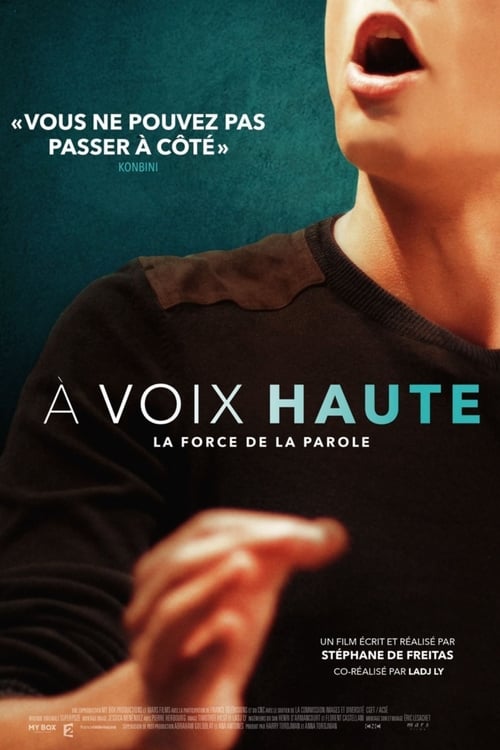 « VOUS NE POUVEZ PAS
PASSER À CÔTÉ »
KONBINI
À VOIX HAUTE
LA FORCE DE LA PAROLE
UN FILM ÉCRIT ET RÉALISÉ PAR
STÉPHANE DE FREITAS
CO-RÉALISÉ PAR LADJ LY
MY BOX